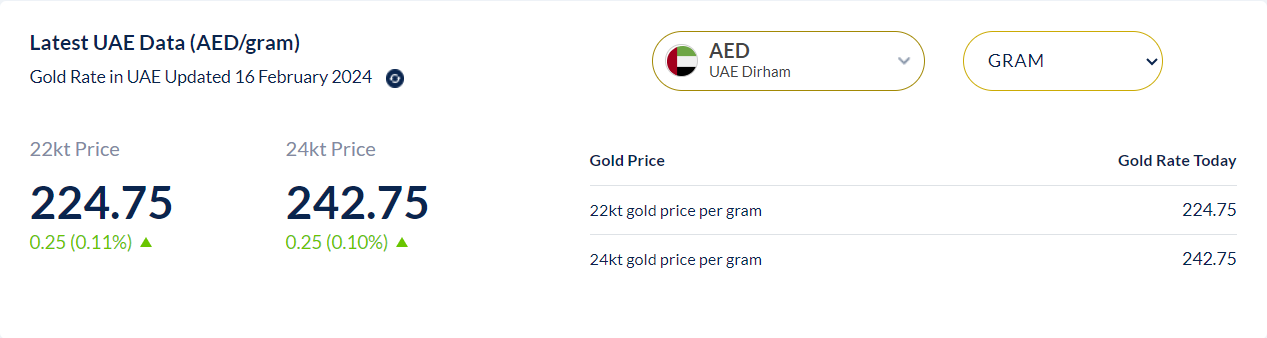 Latest UAE Data (AED/gram)
Gold Rate in UAE Updated 16 February 2024
AED
UAE Dirham
GRAM
22kt Price
224.75
0.25 (0.11%)
24kt Price
242.75
0.25 (0.10%)
Gold Price Gold Rate Today
22kt gold price per gram 224.75
24kt gold price per gram 242.75